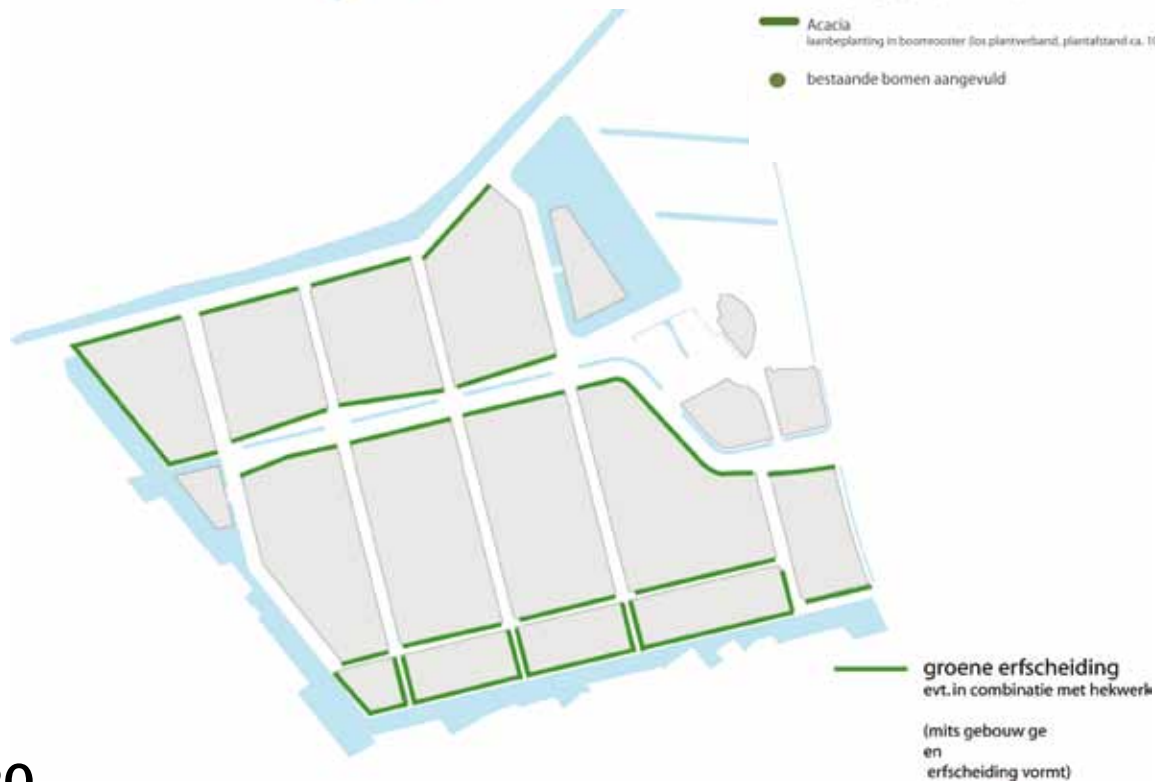 Acacia
laanbeplanting in boomrooster (los plantverband, plantafstand ca. 10
bestaande bomen aangevuld
groene erfscheiding
evt. in combinatie met hekwerk
(mits gebouw ge
en
erfscheiding vormt)